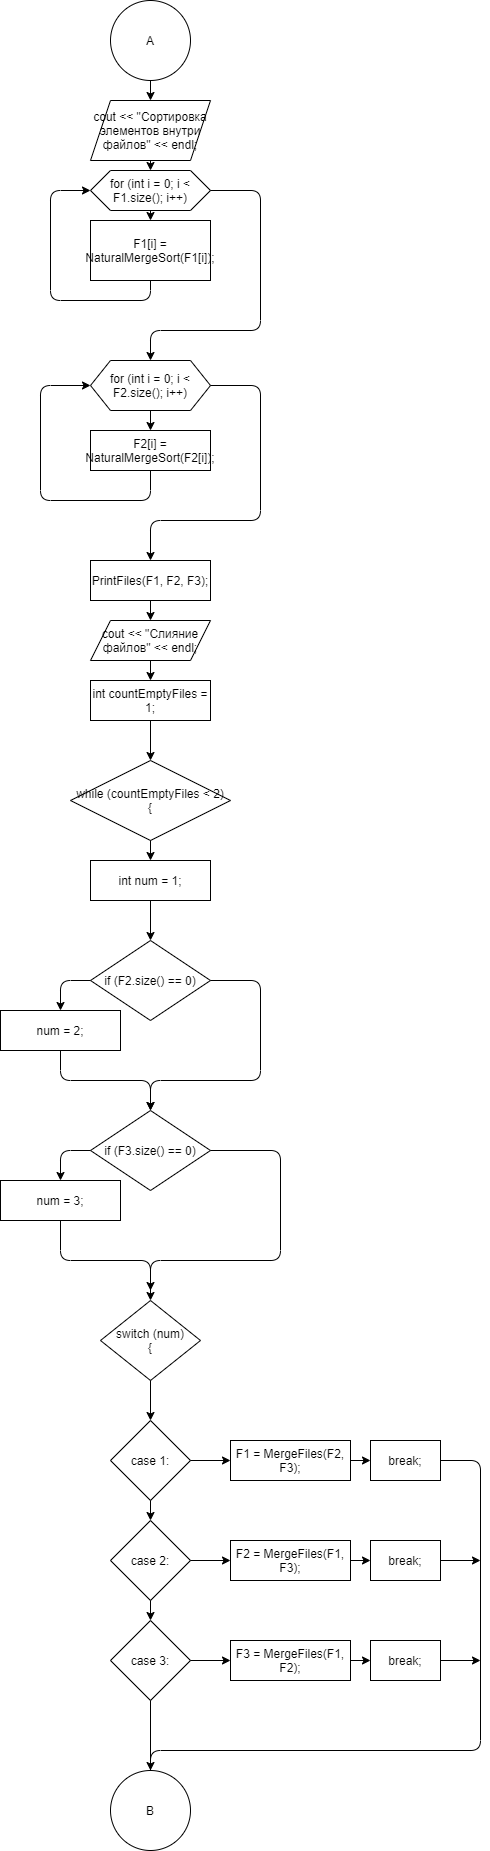 A
cout << "Сортировка
элементов внутри
файлов" << endl;
for (int i = 0; i <
F1.size(); i++)
F1[i] =
NaturalMergeSort(F1[i]);
for (int i = 0; i <
F2.size(); i++)
F2[i] =
NaturalMergeSort(F2[i]);
PrintFiles(F1, F2, F3);
cout << "Слияние
файлов" << endl;
int countEmptyFiles =
1;
while (countEmptyFiles < 2)
{
int num = 1;
if (F2.size() == 0)
num = 2;
if (F3.size() == 0)
num = 3;
switch (num)
{
case 1:
F1 = MergeFiles(F2,
F3);
break;
case 2:
F2 = MergeFiles(F1,
F3);
break;
case 3:
F3 = MergeFiles(F1,
F2);
break;
B